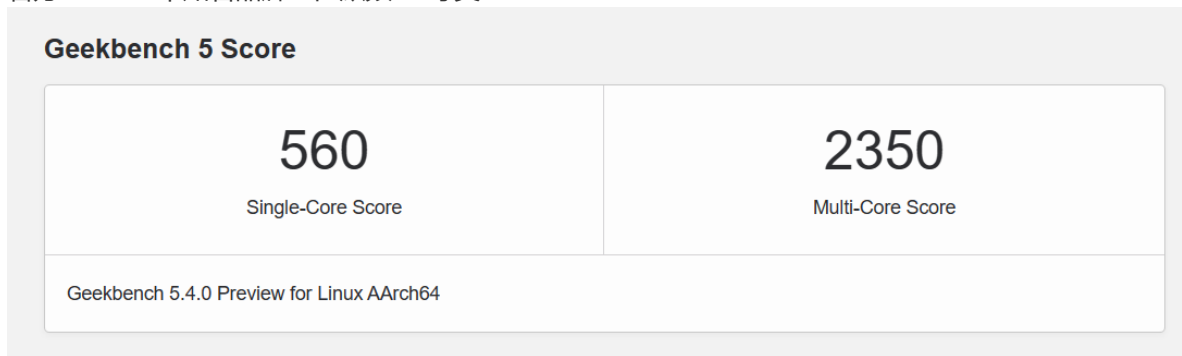 Geekbench 5 Score
560
2350
Single-Core Score
Multi-Core Score
Geekbench 5.4.0 Preview for Linux AArch64